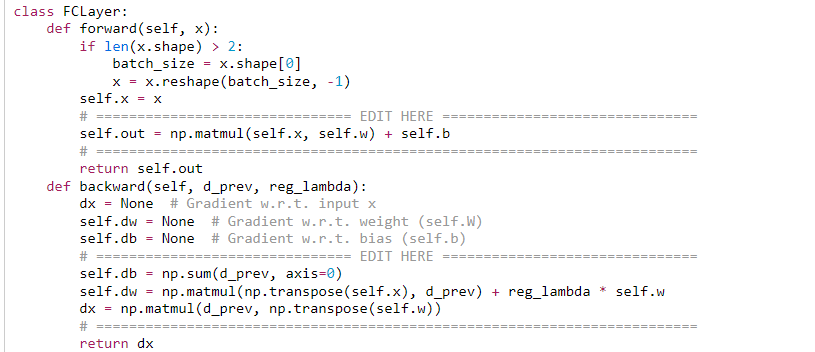 class FCLayer:
    def forward(self, x):
        if len(x.shape) > 2:
            batch_size = x.shape[0]
            x = x.reshape(batch_size, -1)
        self.x = x
        # =============================== EDIT HERE ===============================
        self.out = np.matmul(self.x, self.w) + self.b
        # =========================================================================
        return self.out
    def backward(self, d_prev, reg_lambda):
        dx = None  # Gradient w.r.t. input x
        self.dw = None  # Gradient w.r.t. weight (self.W)
        self.db = None  # Gradient w.r.t. bias (self.b)
        # =============================== EDIT HERE ===============================
        self.db = np.sum(d_prev, axis=0)
        self.dw = np.matmul(np.transpose(self.x), d_prev) + reg_lambda * self.w
        dx = np.matmul(d_prev, np.transpose(self.w))
        # =========================================================================
        return dx